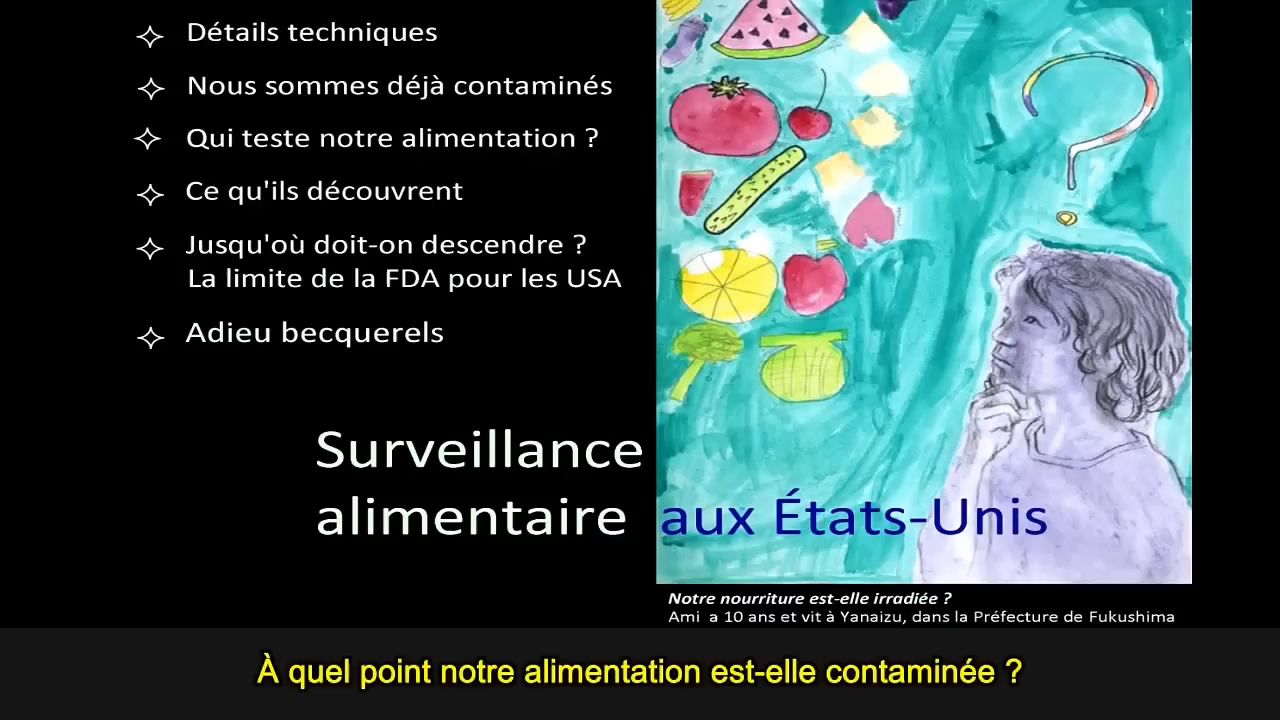 Détails techniques
Nous sommes déjà contaminés
Qui teste notre alimentation ?
Ce qu'ils découvrent
Jusqu'où doit-on descendre ?
La limite de la FDA pour les USA
Adieu becquerels
Surveillance
alimentaire aux États-Unis
Notre nourriture est-elle irradiée ?
Ami a 10 ans et vit à Yanaizu, dans la Préfecture de Fukushima
À quel point notre alimentation est-elle contaminée ?